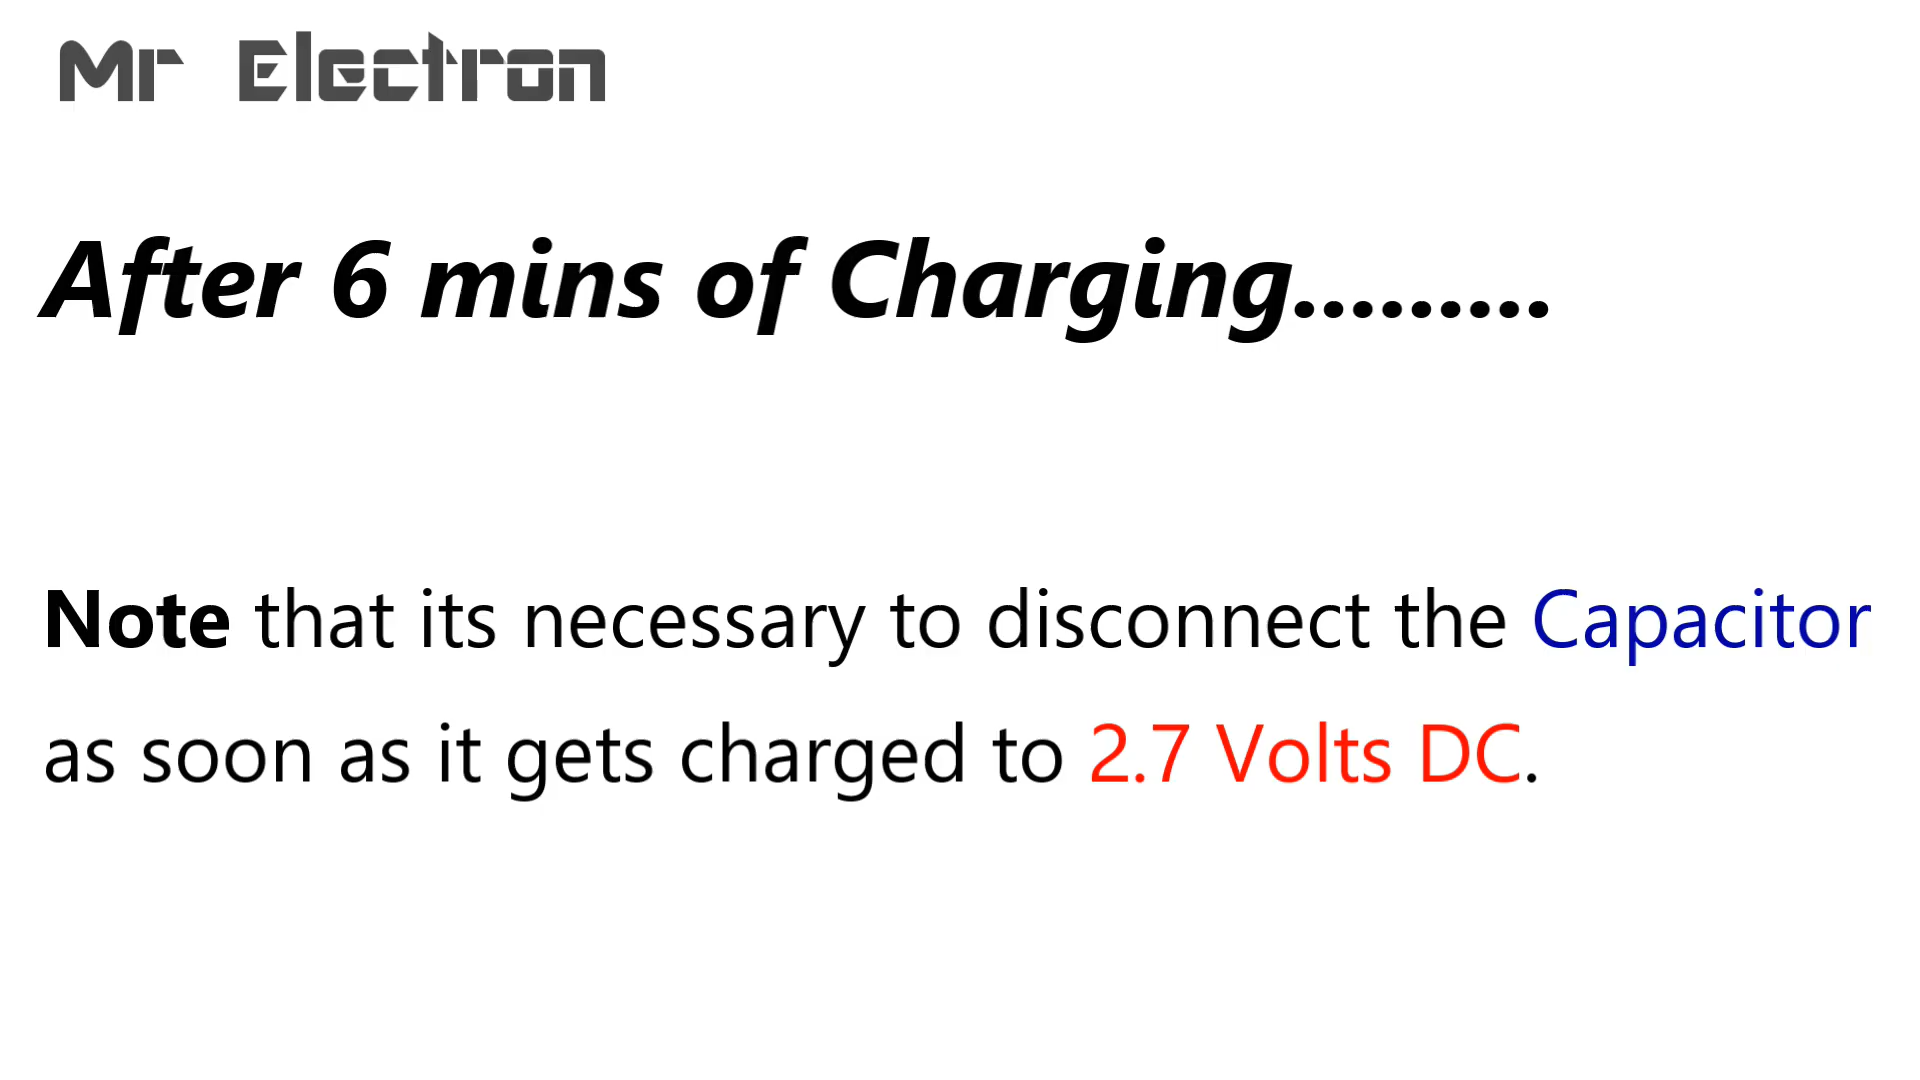 Mr Electron
After 6 mins of Charging.........
Note that its necessary to disconnect the Capacitor
as soon as it gets charged to 2.7 Volts DC.